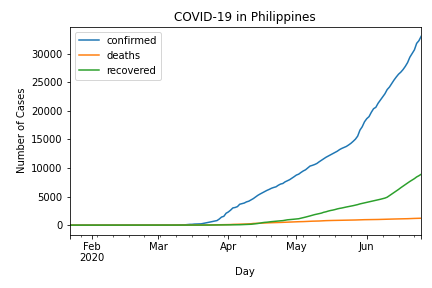 COVID-19 in Philippines
confirmed
deaths
recovered
Number of Cases
30000
25000
20000
15000
10000
5000
0
Feb
2020
Mar
Apr
May
Jun
Day